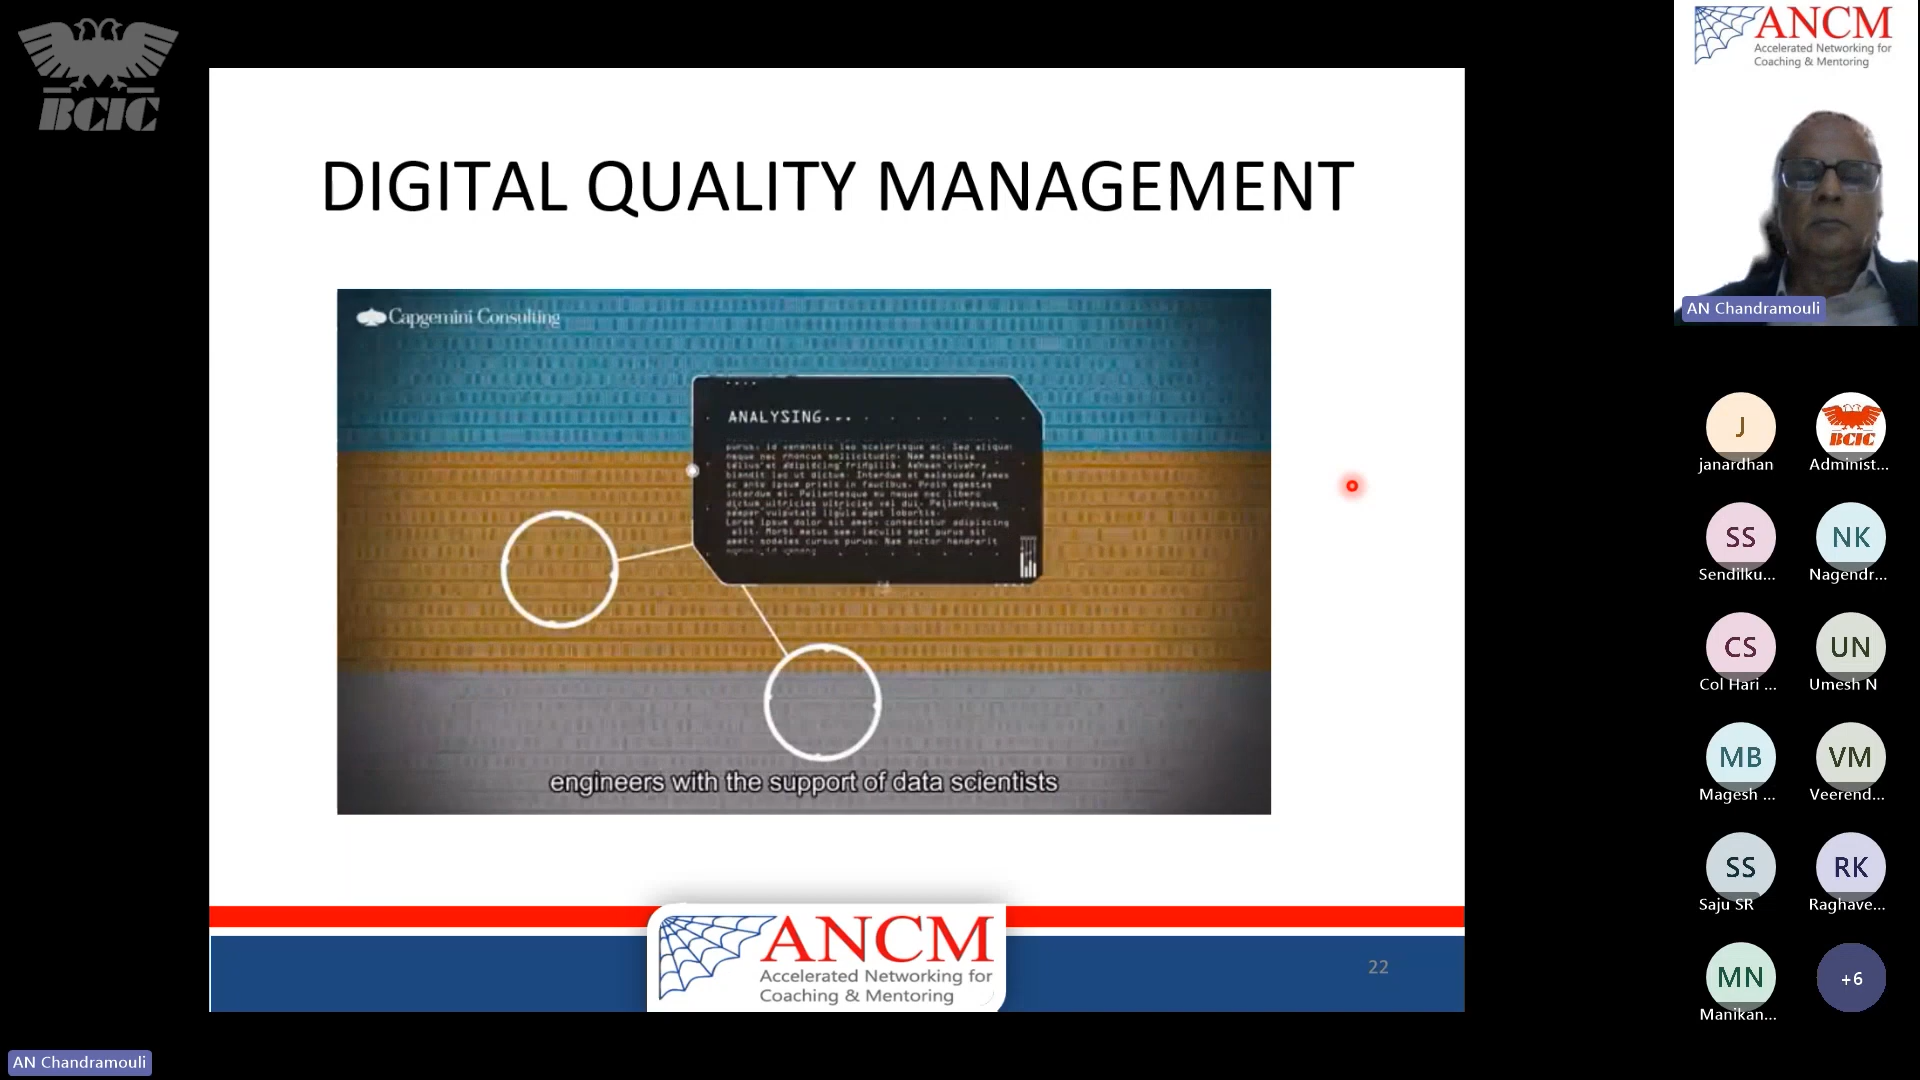 BCIC
DIGITAL QUALITY MANAGEMENT
Capgemini Consulting
ANALYSING...
engineers with the support of data scientists
ANCM
Accelerated Networking for
Coaching & Mentoring
22
AN Chandramouli
ANCM
Accelerated Networking for
Coaching & Mentoring
AN Chandramouli
J
janardhan
BCIC
Administ...
SS
Sendilku...
NK
Nagendr...
CS
Col Hari ...
UN
Umesh N
MB
Magesh ...
VM
Veerend...
SS
Saju SR
RK
Raghave...
MN
Manikan...
+6